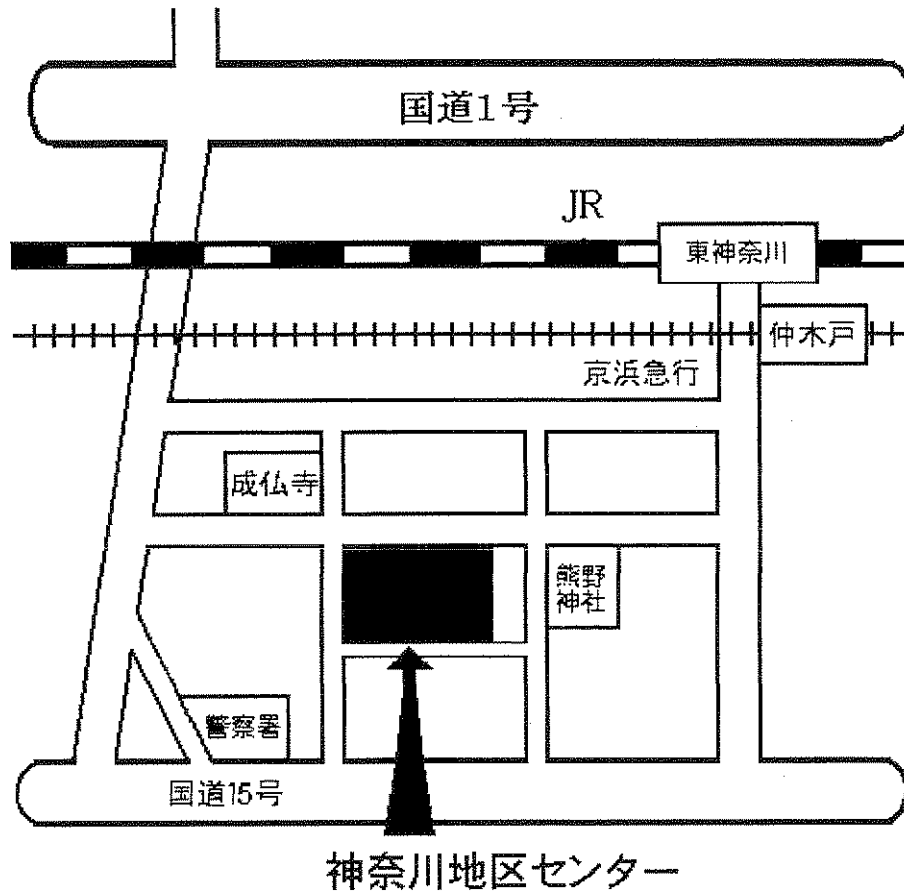 国道1号
JR
東神奈川
仲木戸
京浜急行
成仏寺
熊野
神社
警察署
国道15号
神奈川地区センター